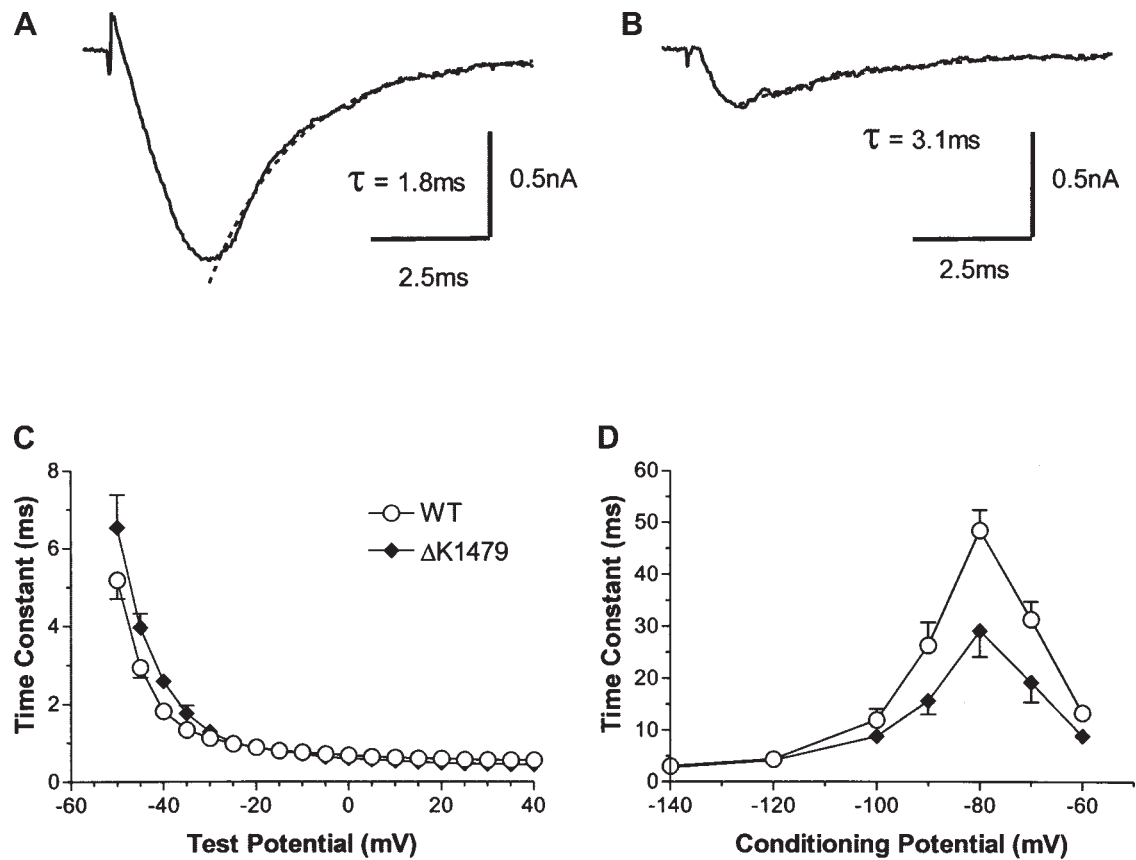 A
B
τ = 1.8ms
0.5nA
2.5ms
τ = 3.1ms
0.5nA
2.5ms
C
8
6
4
2
0
-60
-40
-20
0
20
40
Time Constant (ms)
Test Potential (mV)
WT
ΔK1479
D
60
50
40
30
20
10
0
-140
-120
-100
-80
-60
Time Constant (ms)
Conditioning Potential (mV)